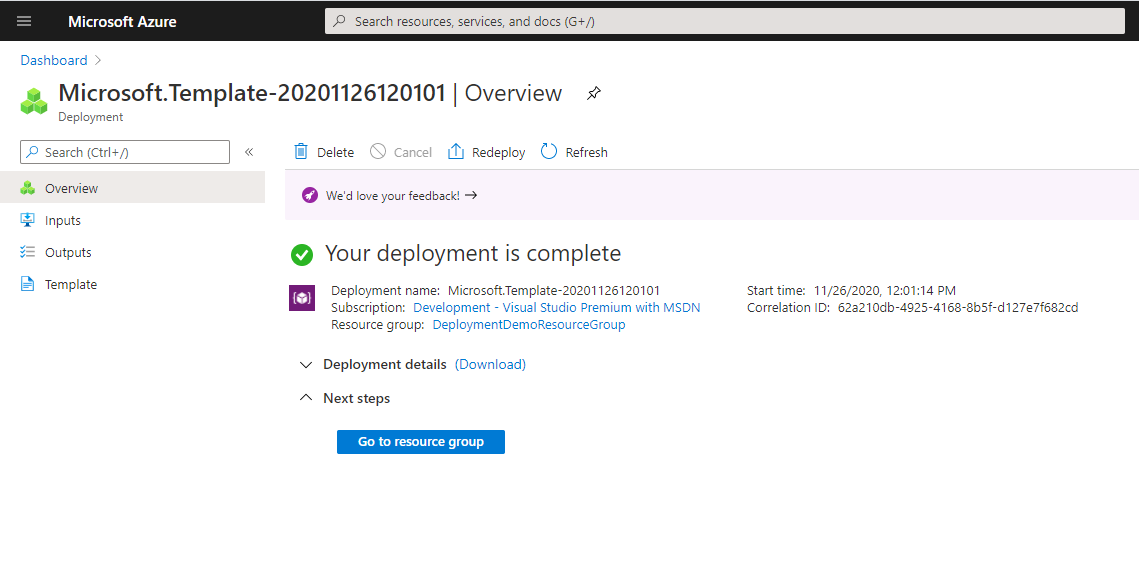 Microsoft Azure
Search resources, services, and docs (G+/)
Dashboard
Microsoft.Template-20201126120101 | Overview
Deployment
Search (Ctrl+/)
«
Delete
Cancel
Redeploy
Refresh
Overview
Inputs
Outputs
Template
We'd love your feedback! →
Your deployment is complete
Deployment name: Microsoft.Template-20201126120101
Subscription: Development - Visual Studio Premium with MSDN
Resource group: DeploymentDemoResourceGroup
Start time: 11/26/2020, 12:01:14 PM
Correlation ID: 62a210db-4925-4168-8b5f-d127e7f682cd
Deployment details (Download)
Next steps
Go to resource group